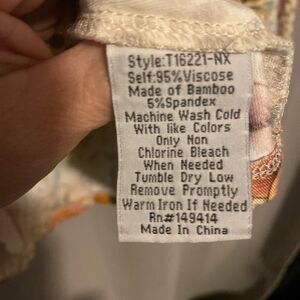 Style:T16221-NX
Self:95%Viscose
Made of Bamboo
5%Spandex
Machine Wash Cold
With like Colors
Only Non
Chlorine Bleach
When Needed
Tumble Dry Low
Remove Promptly
Warm Iron If Needed
Rn#149414
Made In China